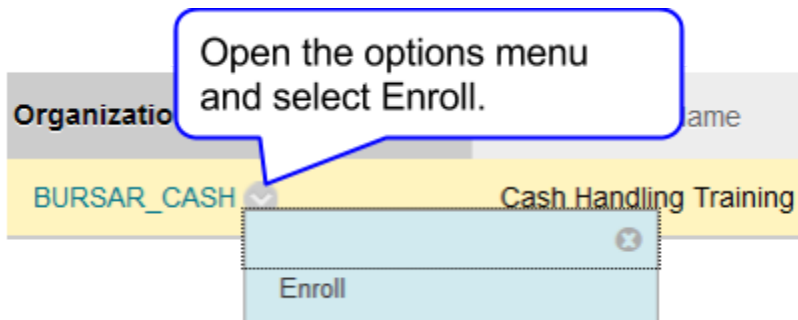 Open the options menu
and select Enroll.
Organizatio ame
BURSAR_CASH Cash Handling Training
Enroll